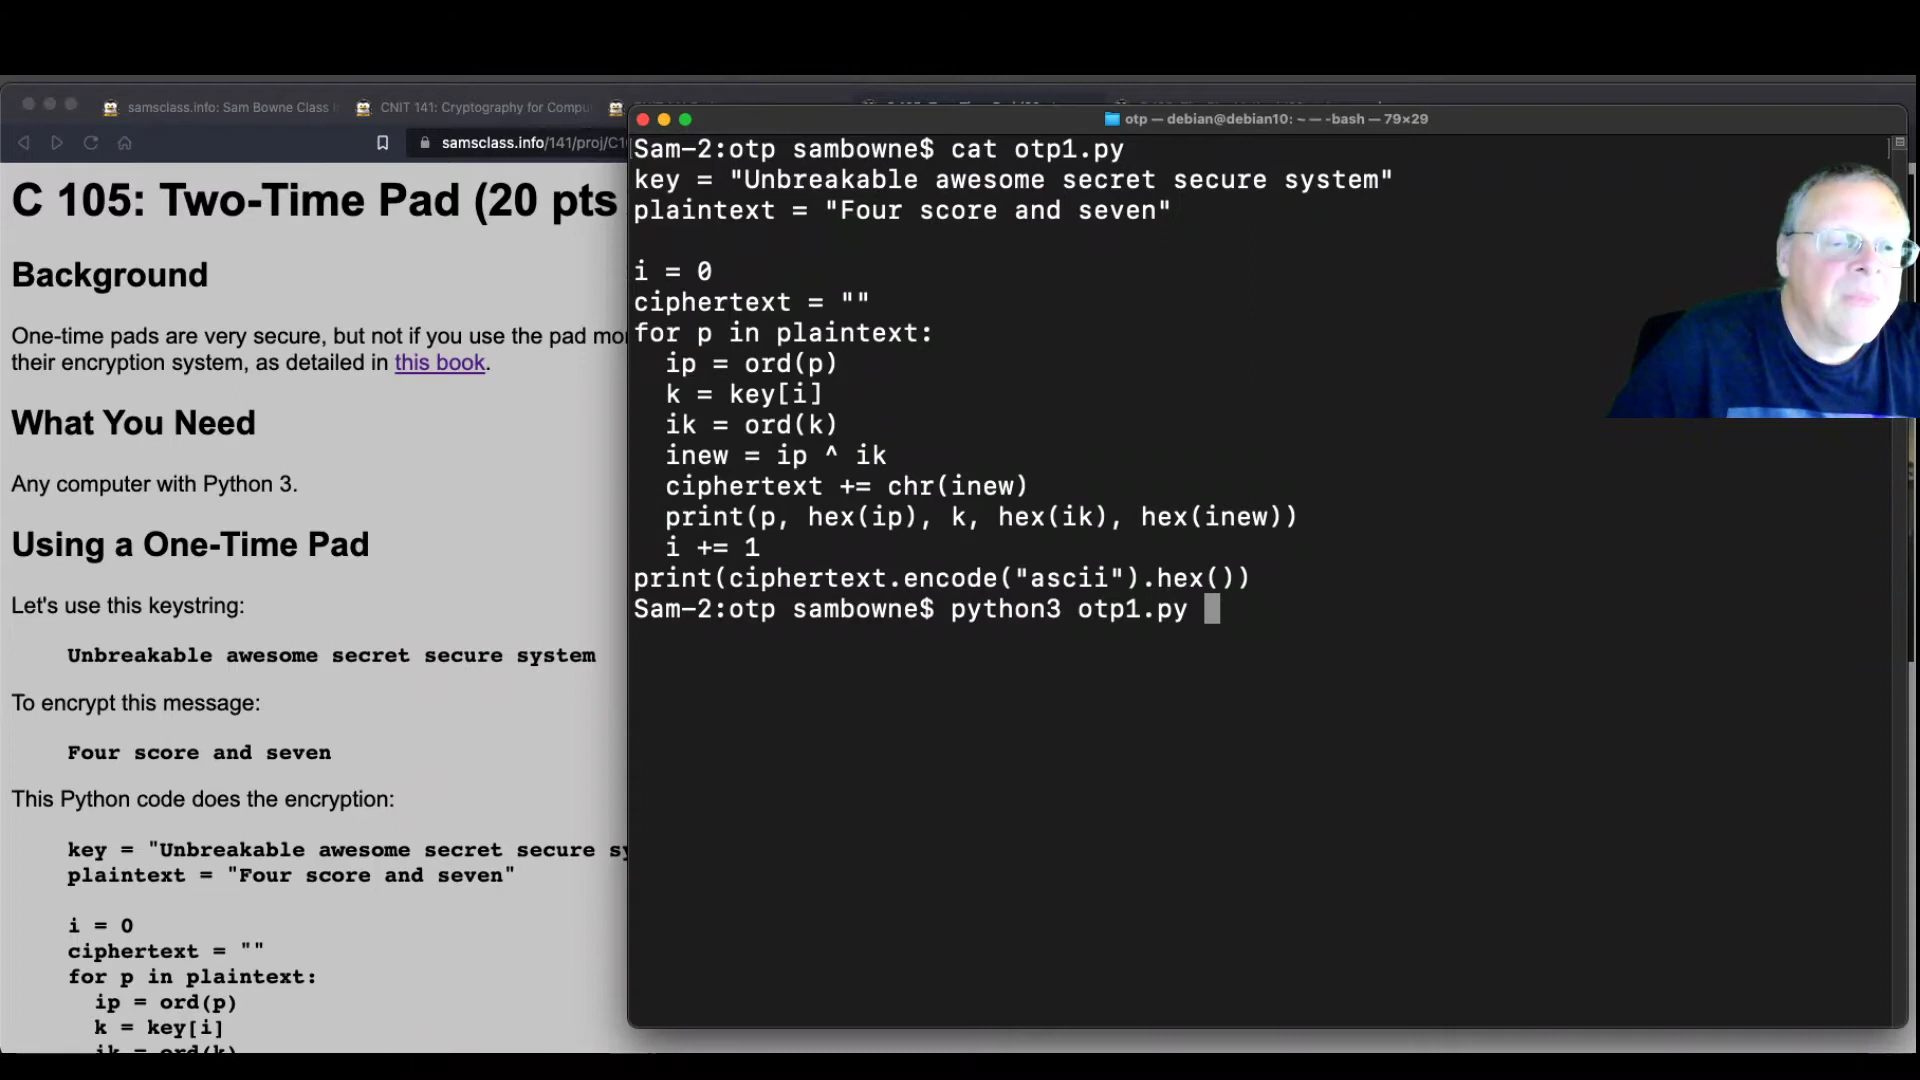 samsclass.info: Sam Bowne Class I
CNIT 141: Cryptography for Compu
samsclass.info/141/proj/C1
C 105: Two-Time Pad (20 pts
Background
One-time pads are very secure, but not if you use the pad mo
their encryption system, as detailed in this book.
What You Need
Any computer with Python 3.
Using a One-Time Pad
Let's use this keystring:
Unbreakable awesome secret secure system
To encrypt this message:
Four score and seven
This Python code does the encryption:
key = "Unbreakable awesome secret secure sy
plaintext = "Four score and seven"
i = 0
ciphertext = ""
for p in plaintext:
ip = ord(p)
k = key[i]
ik = ord(k)
otp — debian@debian10: ~ — -bash — 79×29
Sam-2:otp sambowne$ cat otp1.py
key = "Unbreakable awesome secret secure system"
plaintext = "Four score and seven"
i = 0
ciphertext = ""
for p in plaintext:
ip = ord(p)
k = key[i]
ik = ord(k)
inew = ip ^ ik
ciphertext += chr(inew)
print(p, hex(ip), k, hex(ik), hex(inew))
i += 1
print(ciphertext.encode("ascii").hex())
Sam-2:otp sambowne$ python3 otp1.py